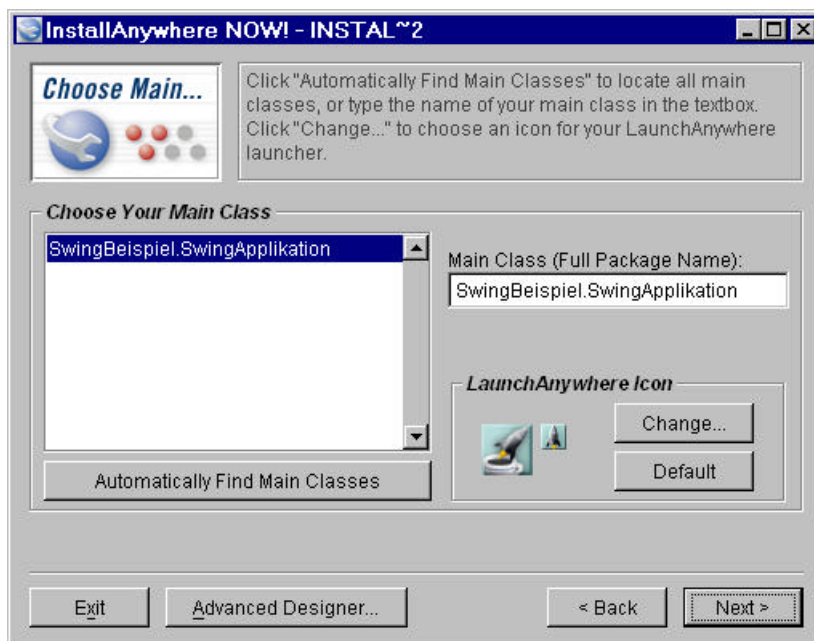 InstallAnywhere NOW! - INSTAL~2
Choose Main...
Click "Automatically Find Main Classes" to locate all main
classes, or type the name of your main class in the textbox.
Click "Change..." to choose an icon for your LaunchAnywhere
launcher.
Choose Your Main Class
SwingBeispiel.SwingApplikation
Main Class (Full Package Name):
SwingBeispiel.SwingApplikation
LaunchAnywhere Icon
Change...
Default
Automatically Find Main Classes
Exit
Advanced Designer...
< Back
Next >